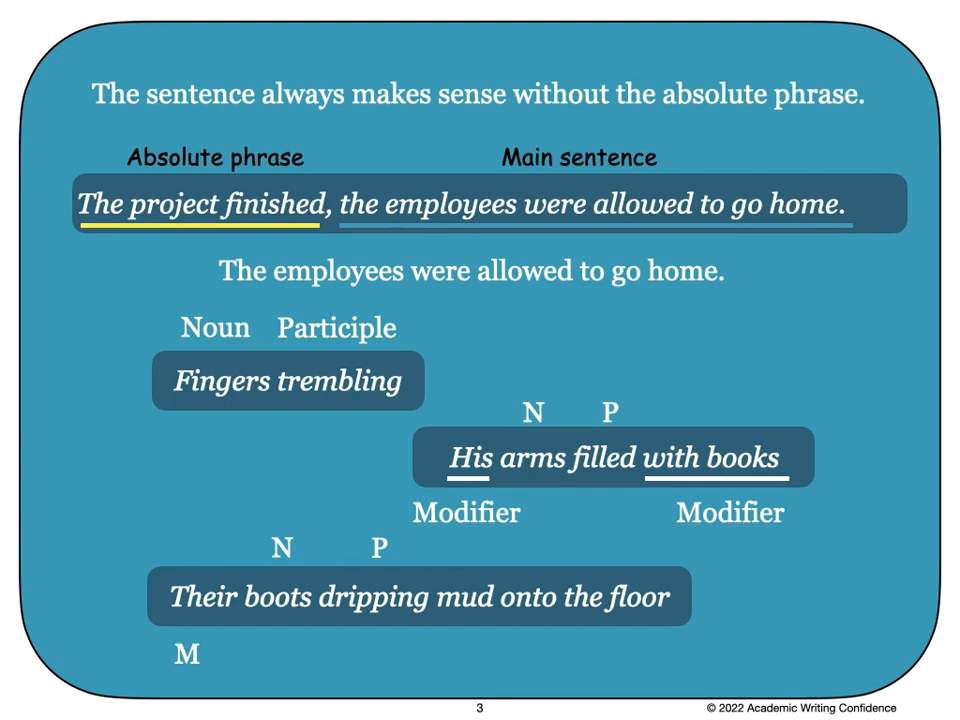 The sentence always makes sense without the absolute phrase.
Absolute phrase Main sentence
The project finished, the employees were allowed to go home.
The employees were allowed to go home.
Noun Participle
Fingers trembling
N P
His arms filled with books
Modifier Modifier
N P
Their boots dripping mud onto the floor
M
3 © 2022 Academic Writing Confidence